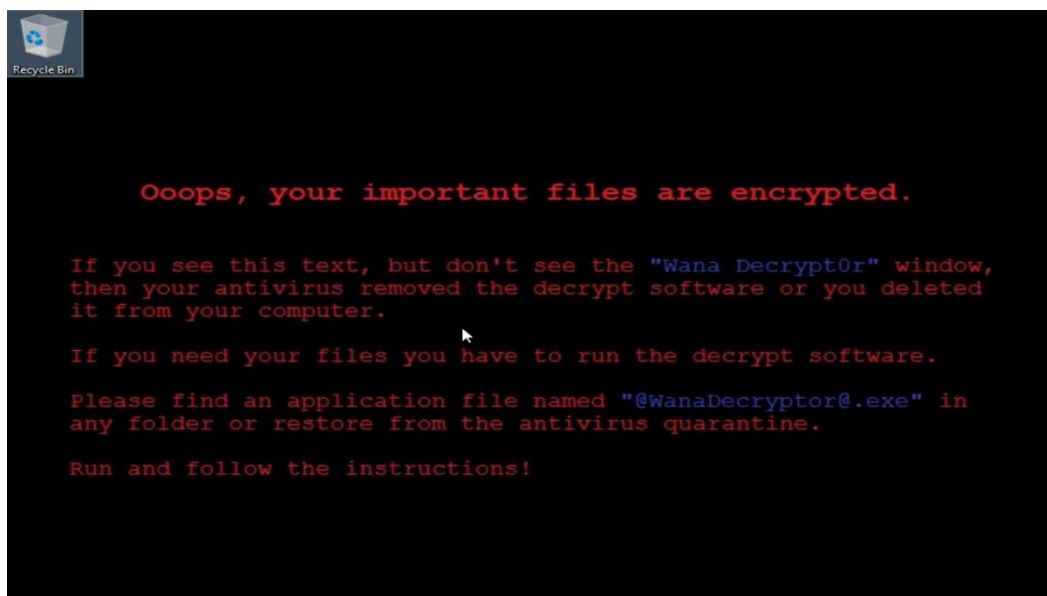 Recycle Bin
Ooops, your important files are encrypted.
If you see this text, but don't see the "Wana Decrypt0r" window,
then your antivirus removed the decrypt software or you deleted
it from your computer.
If you need your files you have to run the decrypt software.
Please find an application file named "@WanaDecryptor@.exe" in
any folder or restore from the antivirus quarantine.
Run and follow the instructions!